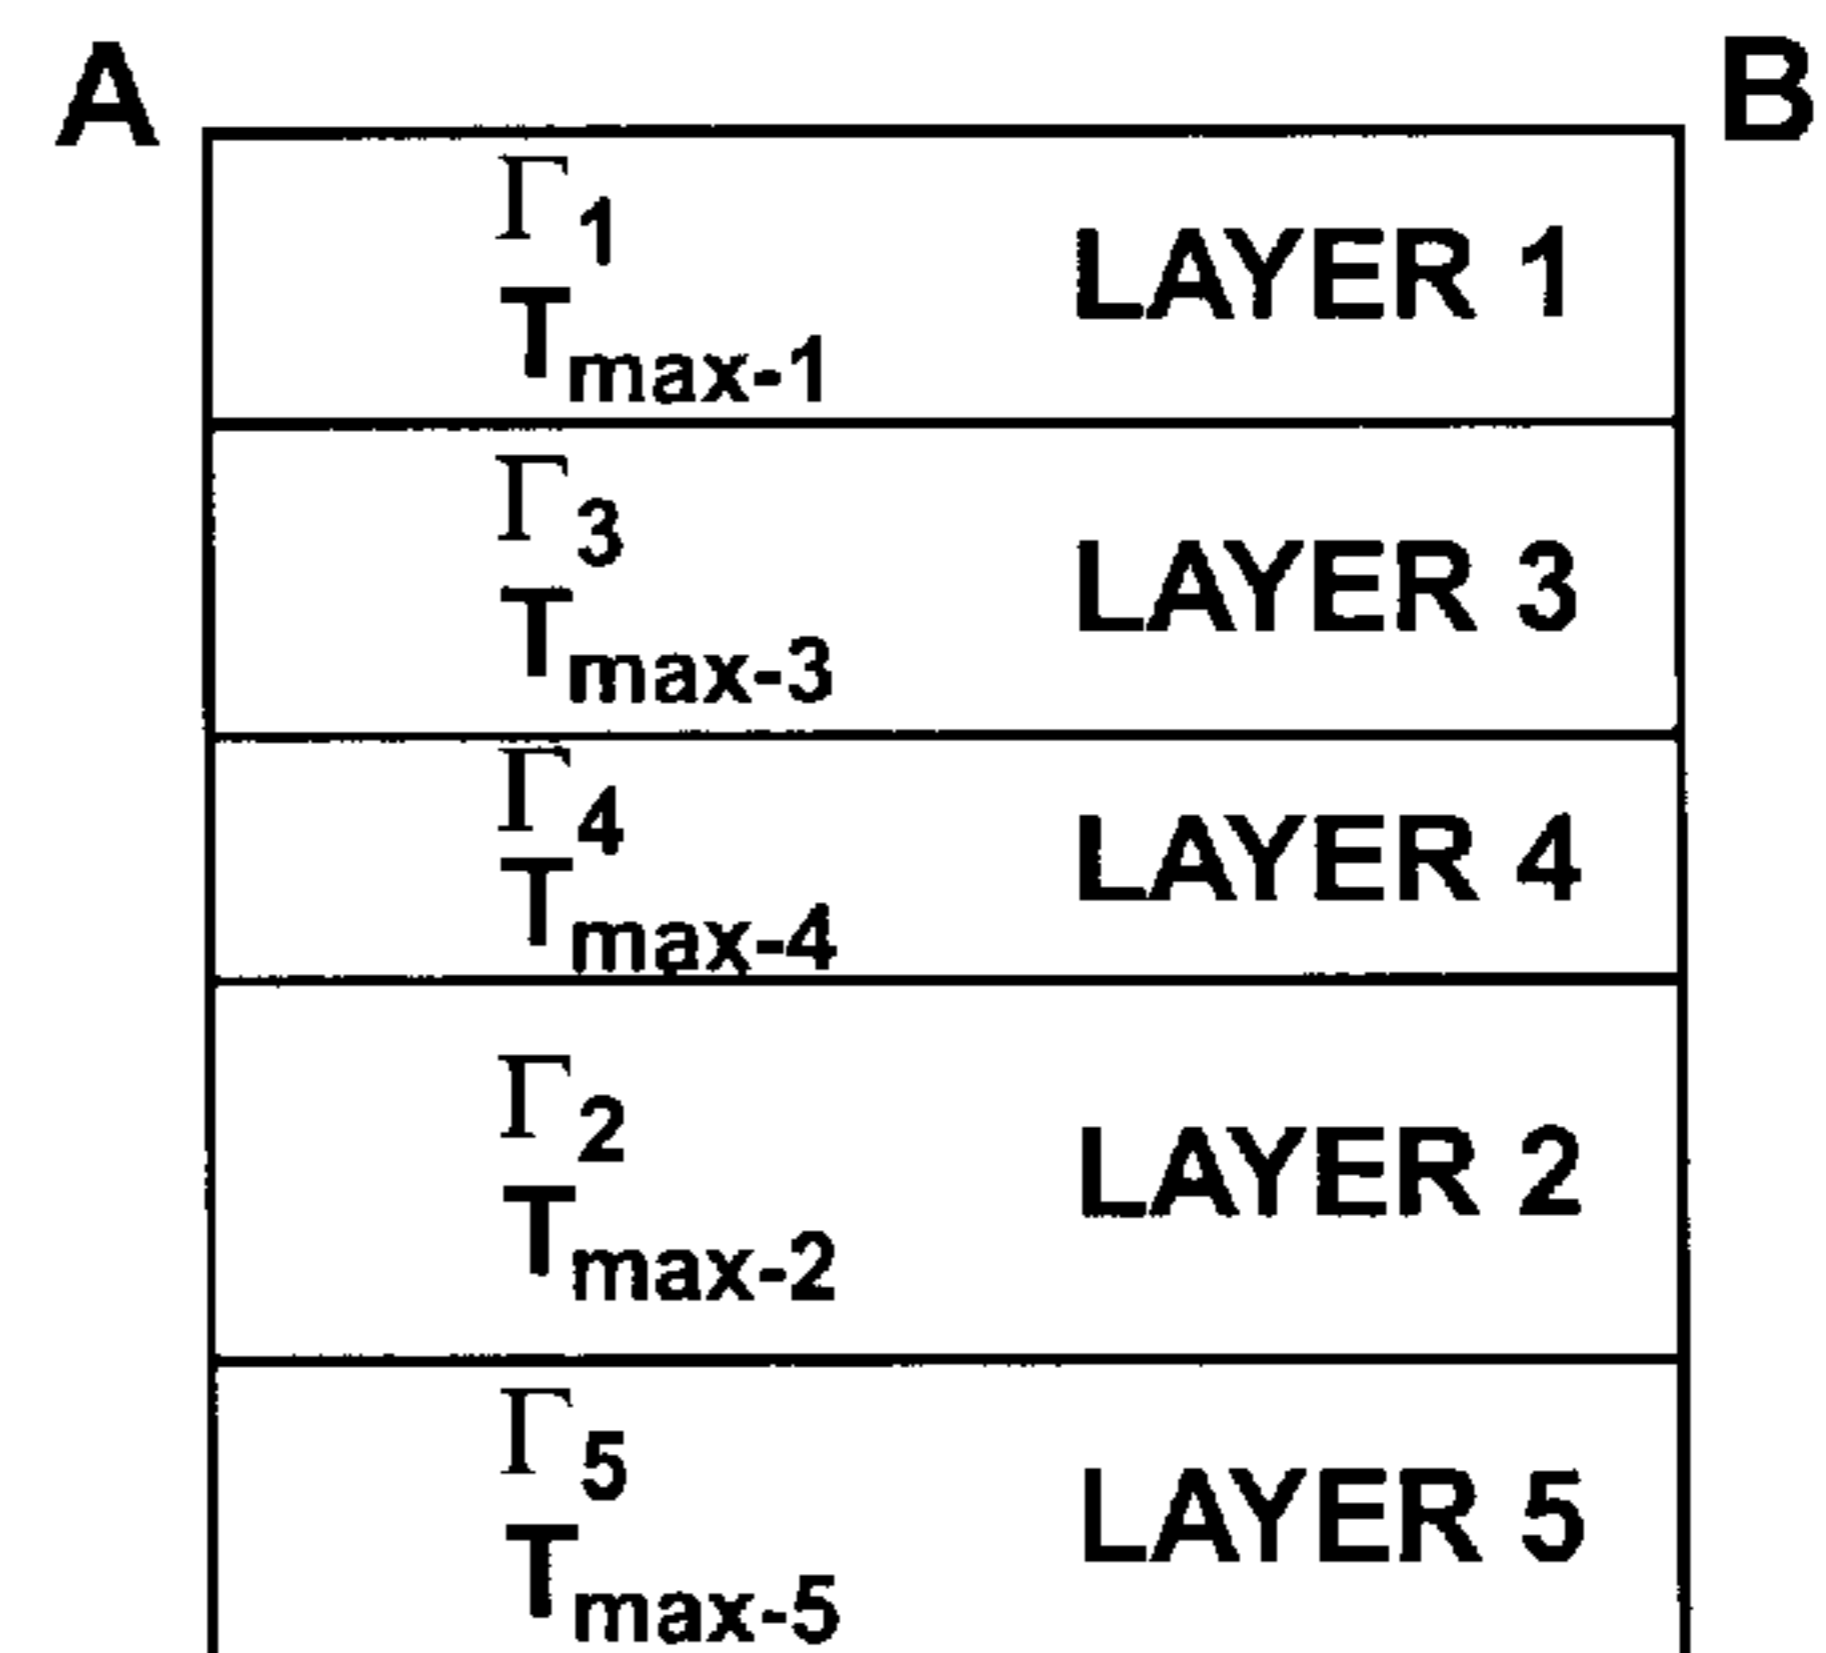 A B
Γ1
Tmax-1
LAYER 1
Γ3
Tmax-3
LAYER 3
Γ4
Tmax-4
LAYER 4
Γ2
Tmax-2
LAYER 2
Γ5
Tmax-5
LAYER 5